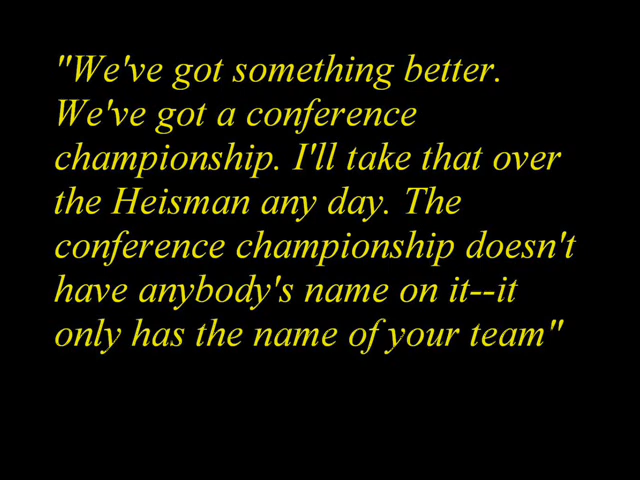 "We've got something better.
We've got a conference
championship. I'll take that over
the Heisman any day. The
conference championship doesn't
have anybody's name on it--it
only has the name of your team"